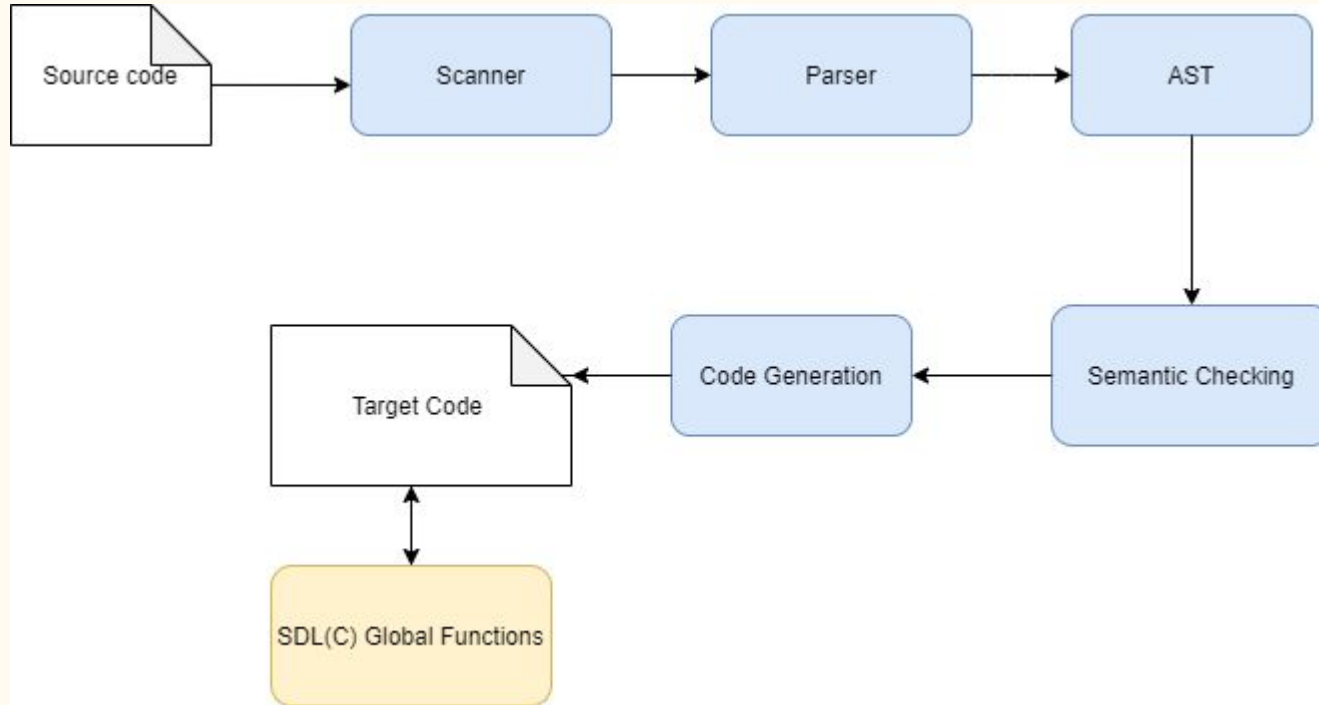 Source code
Scanner
Parser
AST
Target Code
Code Generation
Semantic Checking
SDL(C) Global Functions